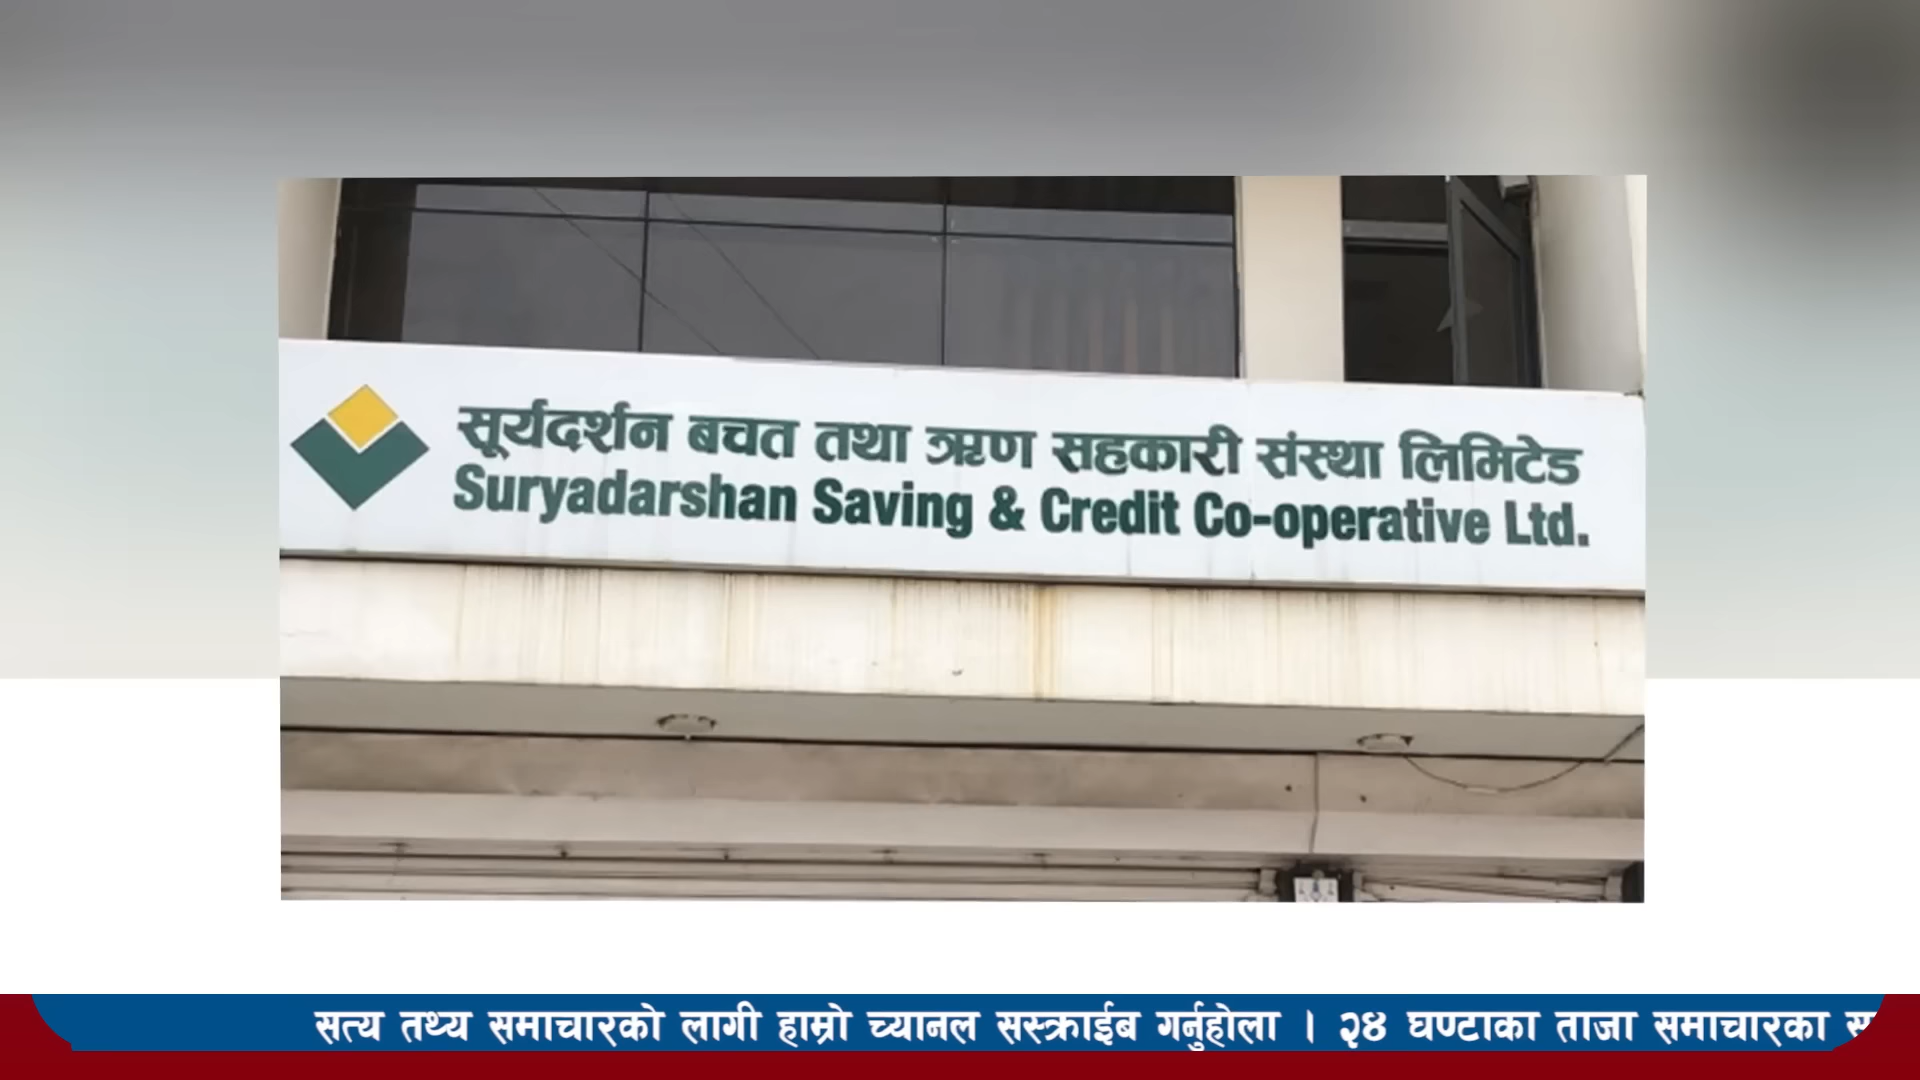 सूर्यदर्शन बचत तथा ऋण सहकारी संस्था लिमिटेड
Suryadarshan Saving & Credit Co-operative Ltd.
सत्य तथ्य समाचारको लागी हाम्रो च्यानल सस्क्राईब गर्नुहोला । २४ घण्टाका ताजा समाचारका